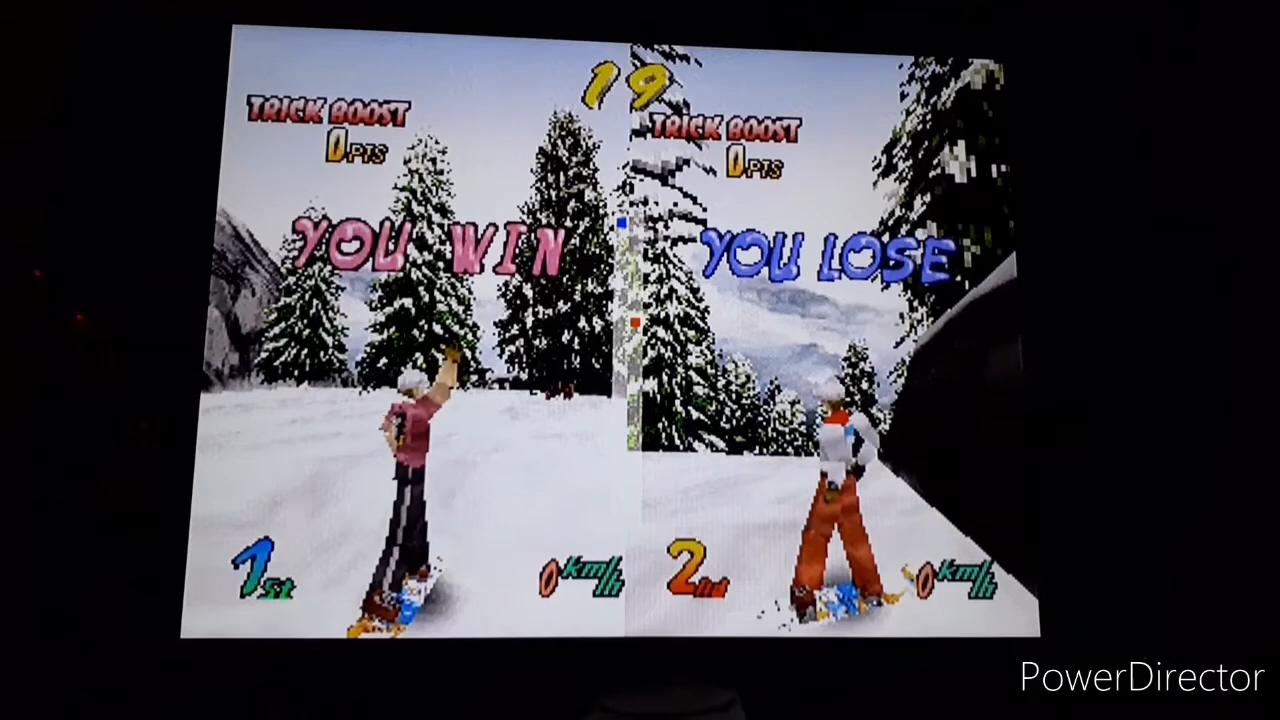 19
TRICK BOOST
0PTS
TRICK BOOST
0PTS
YOU WIN
YOU LOSE
1st
0km/h
2nd
0km/h
PowerDirector